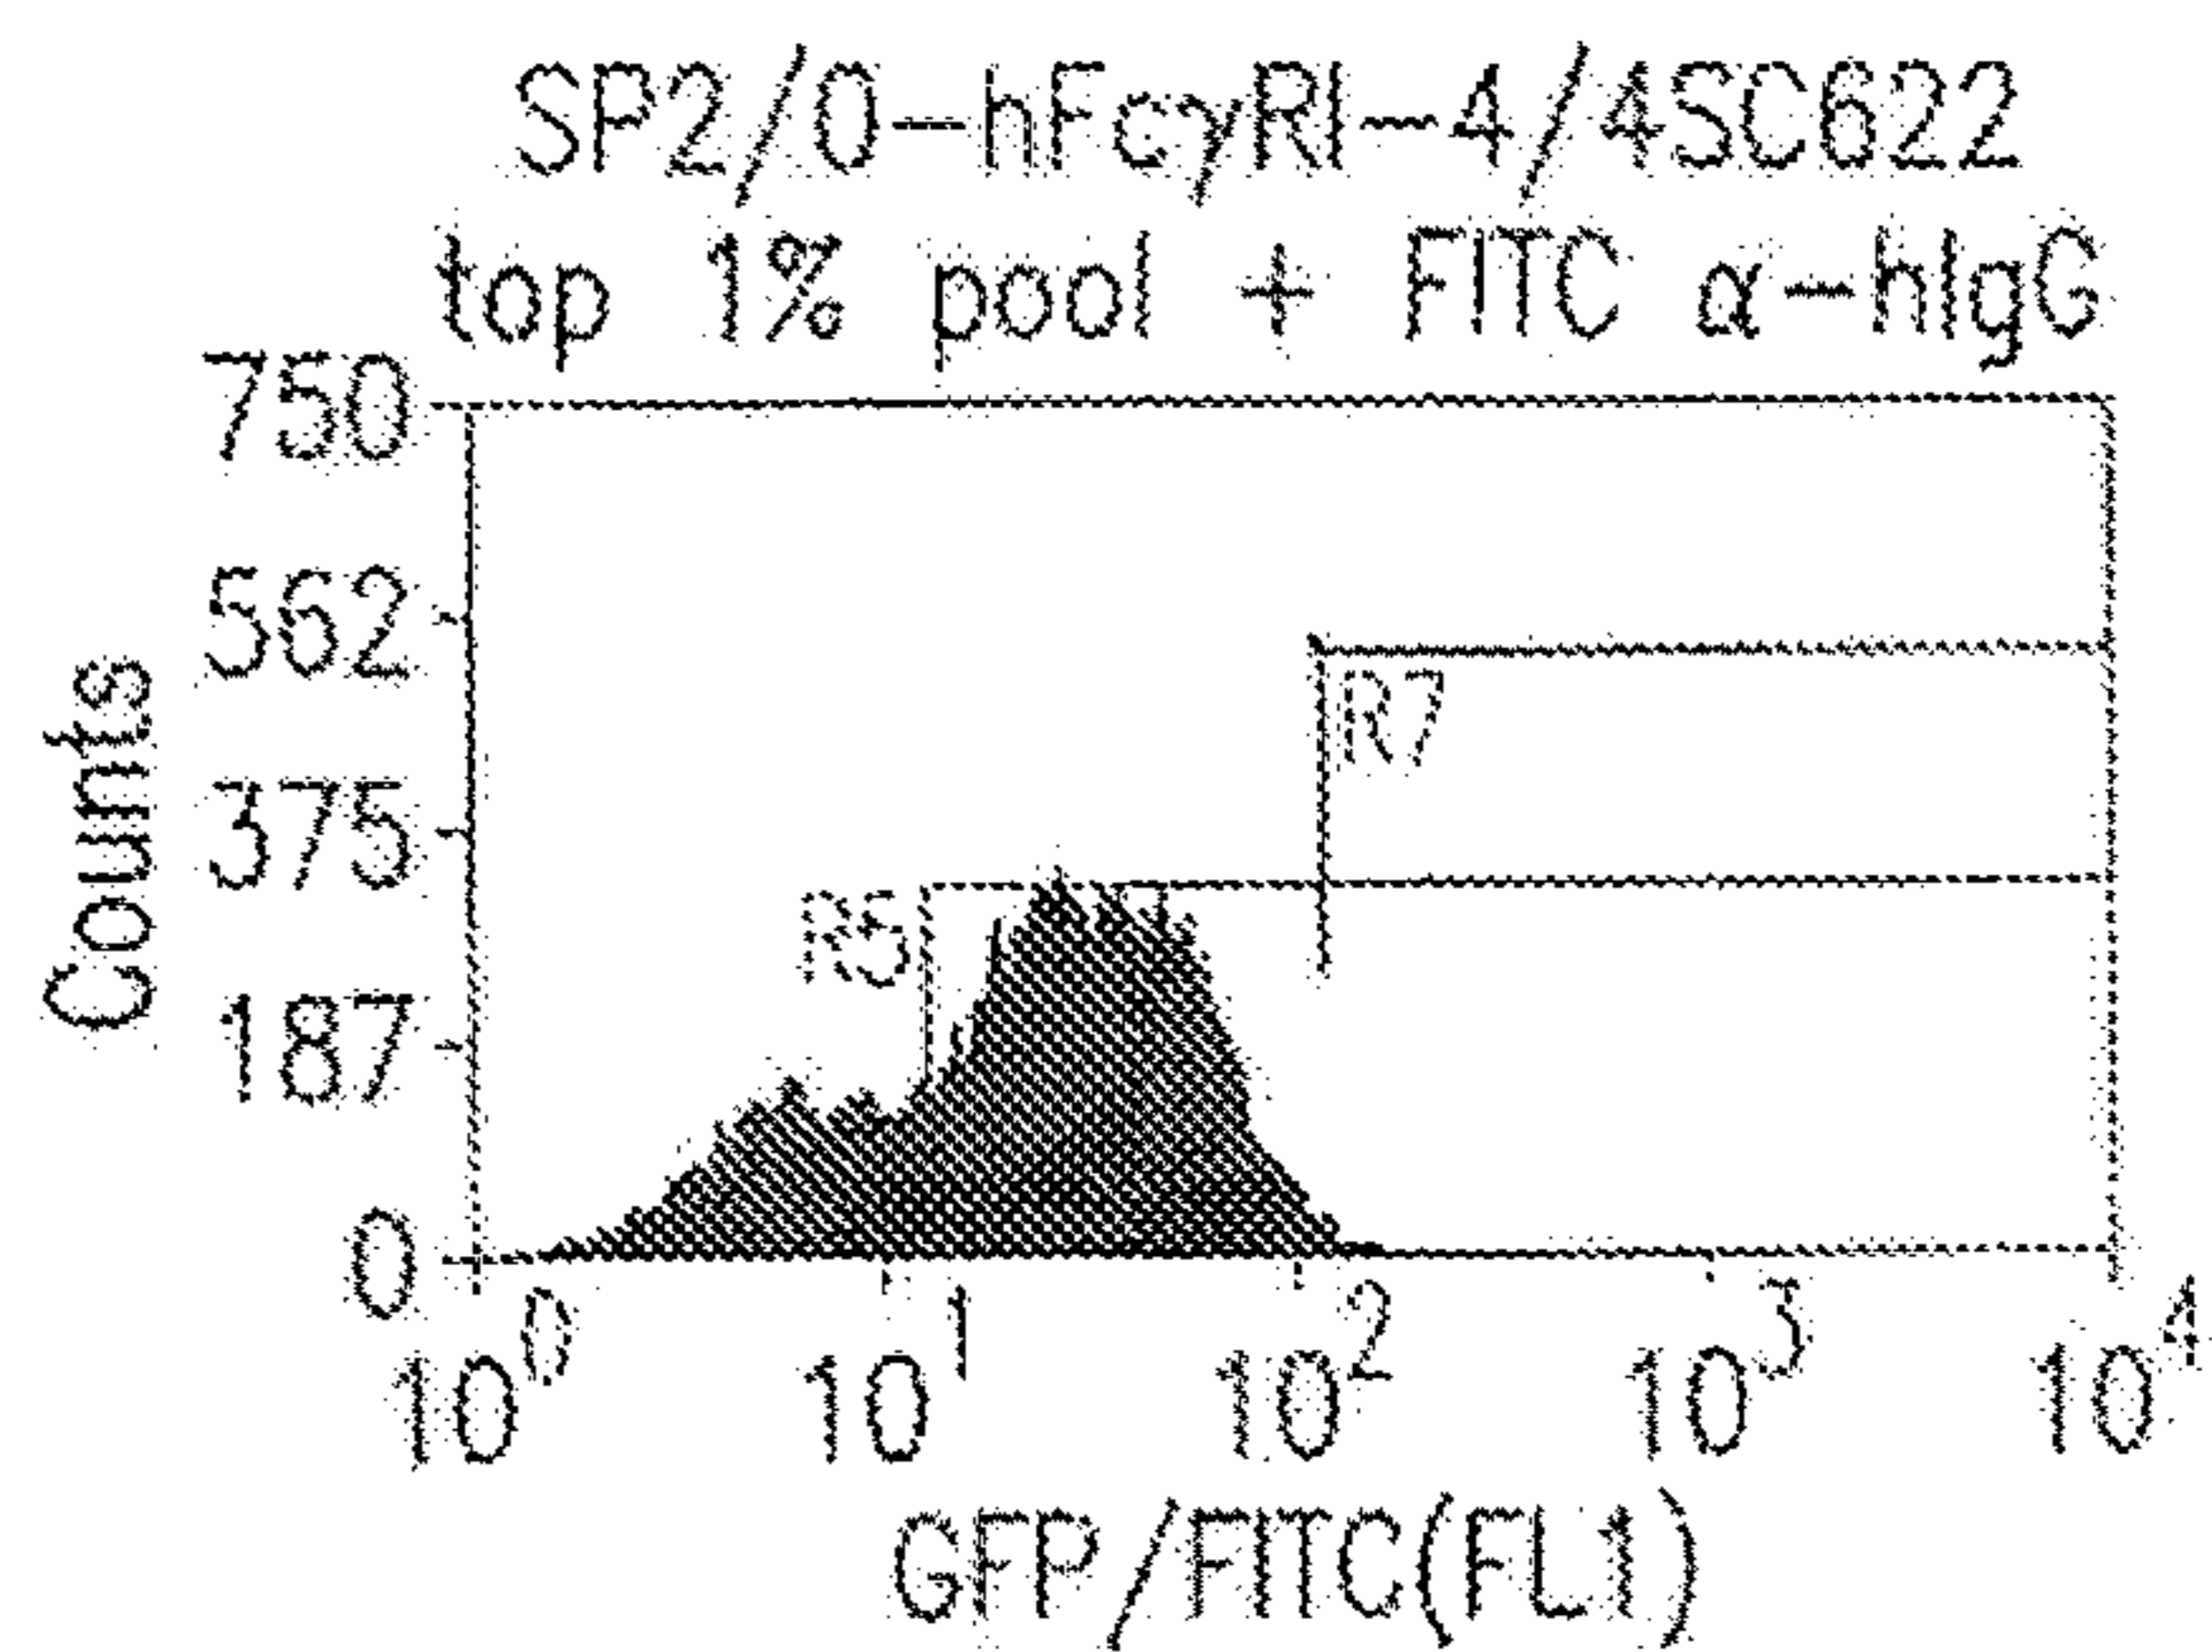 SP2/0-hFcγRI-4/4SC622
top 1% pool + FITC α-hIgG
750
562
375
187
0
Counts
R5
R7
10^0 10^1 10^2 10^3 10^4
GFP/FITC(FL1)